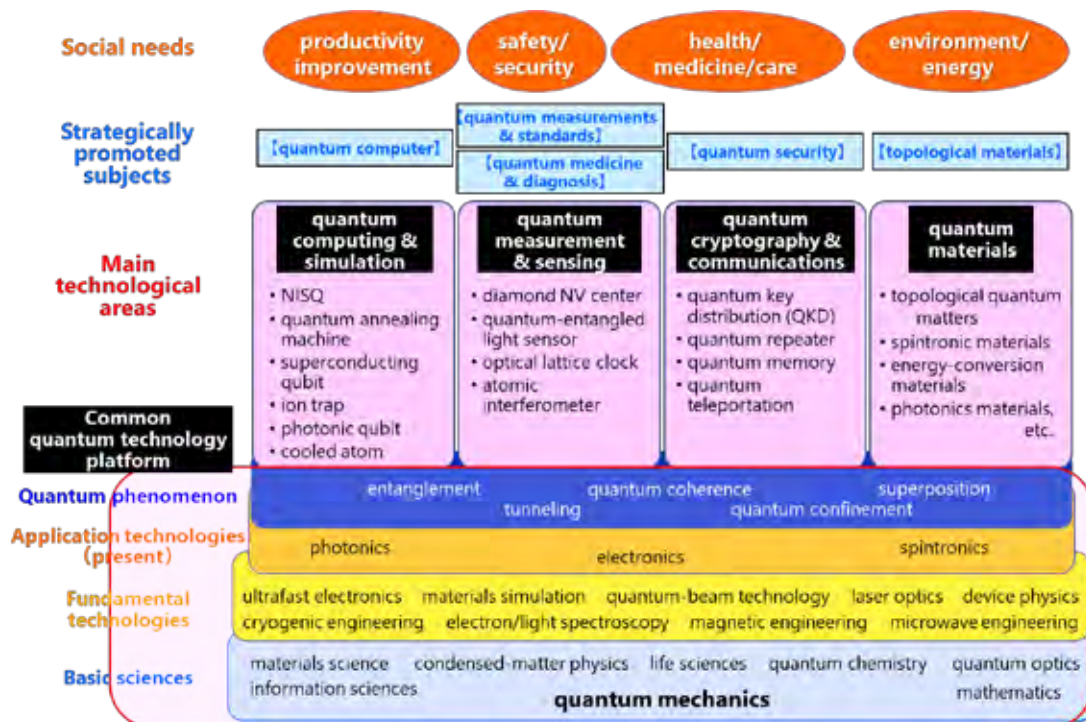 Social needs
productivity
improvement
safety/
security
health/
medicine/care
environment/
energy
Strategically
promoted
subjects
【quantum computer】
【quantum measurements
& standards】
【quantum medicine
& diagnosis】
【quantum security】
【topological materials】
Main
technological
areas
quantum
computing &
simulation
• NISQ
• quantum annealing
machine
• superconducting
qubit
• ion trap
• photonic qubit
• cooled atom
quantum
measurement
& sensing
• diamond NV center
• quantum-entangled
light sensor
• optical lattice clock
• atomic
interferometer
quantum
cryptography &
communications
• quantum key
distribution (QKD)
• quantum repeater
• quantum memory
• quantum
teleportation
quantum
materials
• topological quantum
matters
• spintronic materials
• energy-conversion
materials
• photonics materials,
etc.
Common
quantum technology
platform
Quantum phenomenon
entanglement quantum coherence superposition
tunneling quantum confinement
Application technologies
(present)
photonics electronics spintronics
Fundamental
technologies
ultrafast electronics materials simulation quantum-beam technology laser optics device physics
cryogenic engineering electron/light spectroscopy magnetic engineering microwave engineering
Basic sciences
materials science condensed-matter physics life sciences quantum chemistry quantum optics
information sciences quantum mechanics mathematics